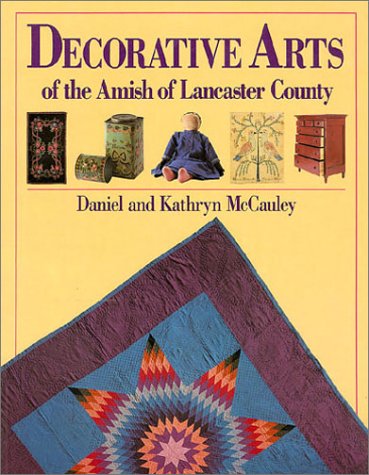 DECORATIVE ARTS
of the Amish of Lancaster County
Daniel and Kathryn McCauley